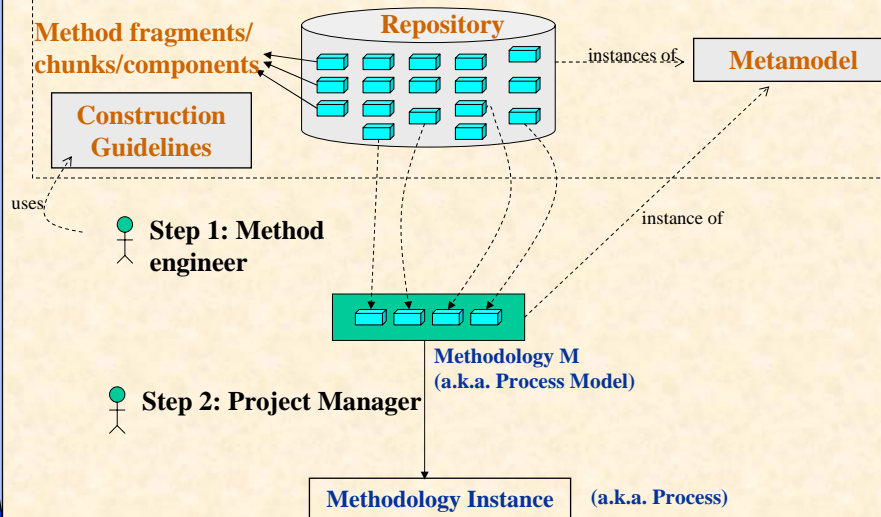 Repository
Method fragments/
chunks/components
instances of
Metamodel
Construction
Guidelines
uses
Step 1: Method
engineer
instance of
Methodology M
(a.k.a. Process Model)
Step 2: Project Manager
Methodology Instance
(a.k.a. Process)